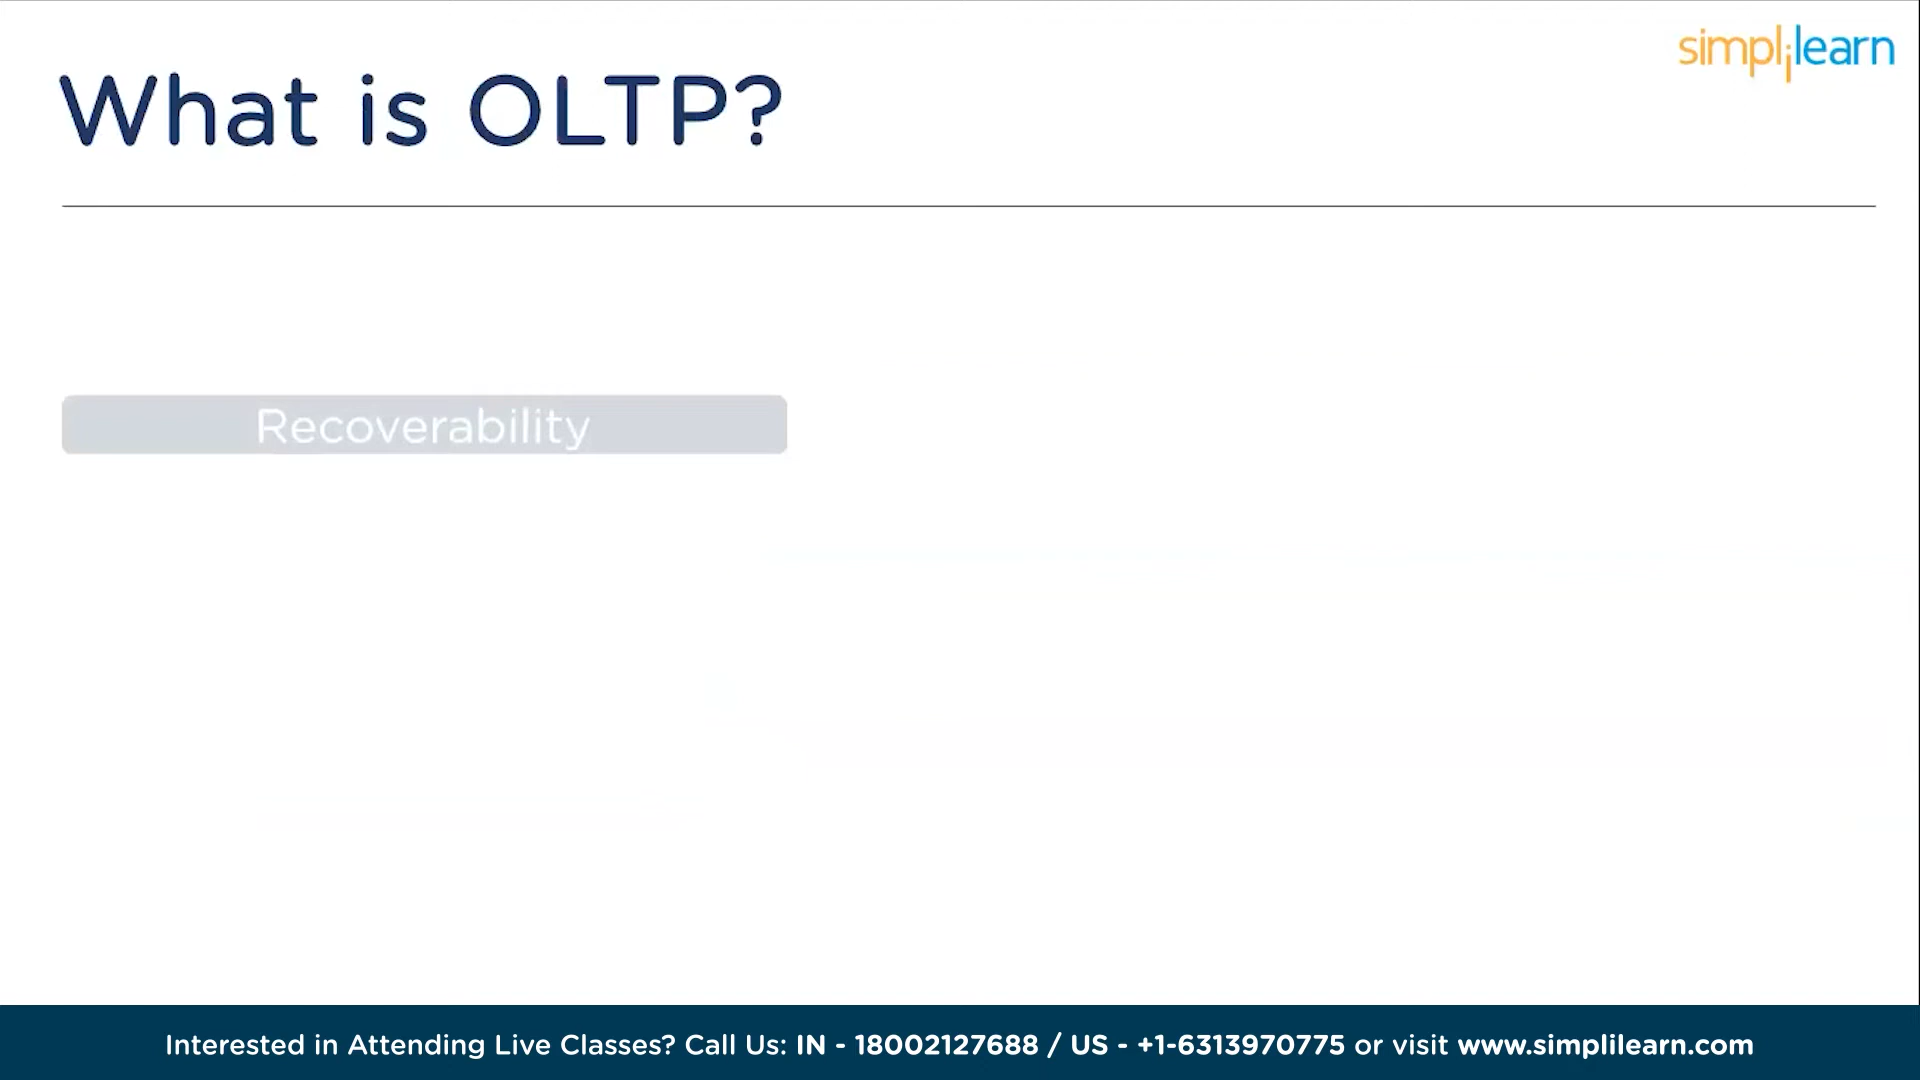 simplilearn
What is OLTP?
Recoverability
Interested in Attending Live Classes? Call Us: IN - 18002127688 / US - +1-6313970775 or visit www.simplilearn.com